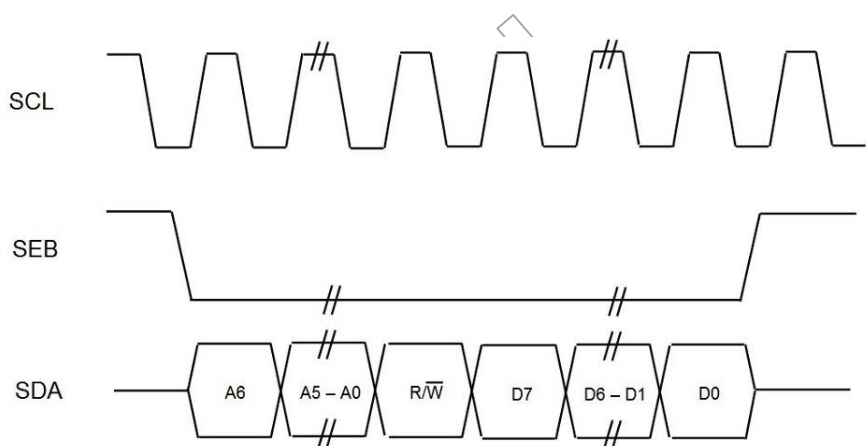 SCL
SEB
SDA
A6
A5 – A0
R/W̅
D7
D6 – D1
D0